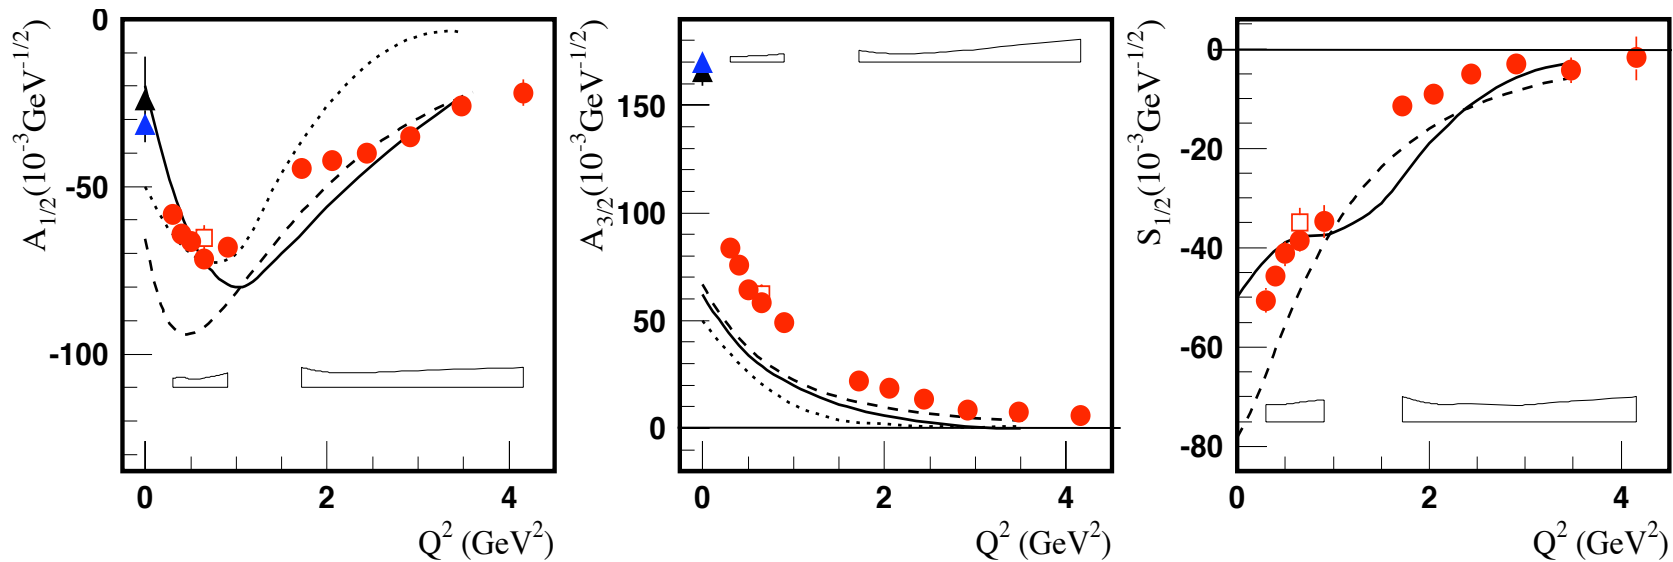 A1/2(10-3GeV-1/2)
0
-50
-100
0 2 4
Q2 (GeV2)
A3/2(10-3GeV-1/2)
150
100
50
0
0 2 4
Q2 (GeV2)
S1/2(10-3GeV-1/2)
0
-20
-40
-60
-80
0 2 4
Q2 (GeV2)